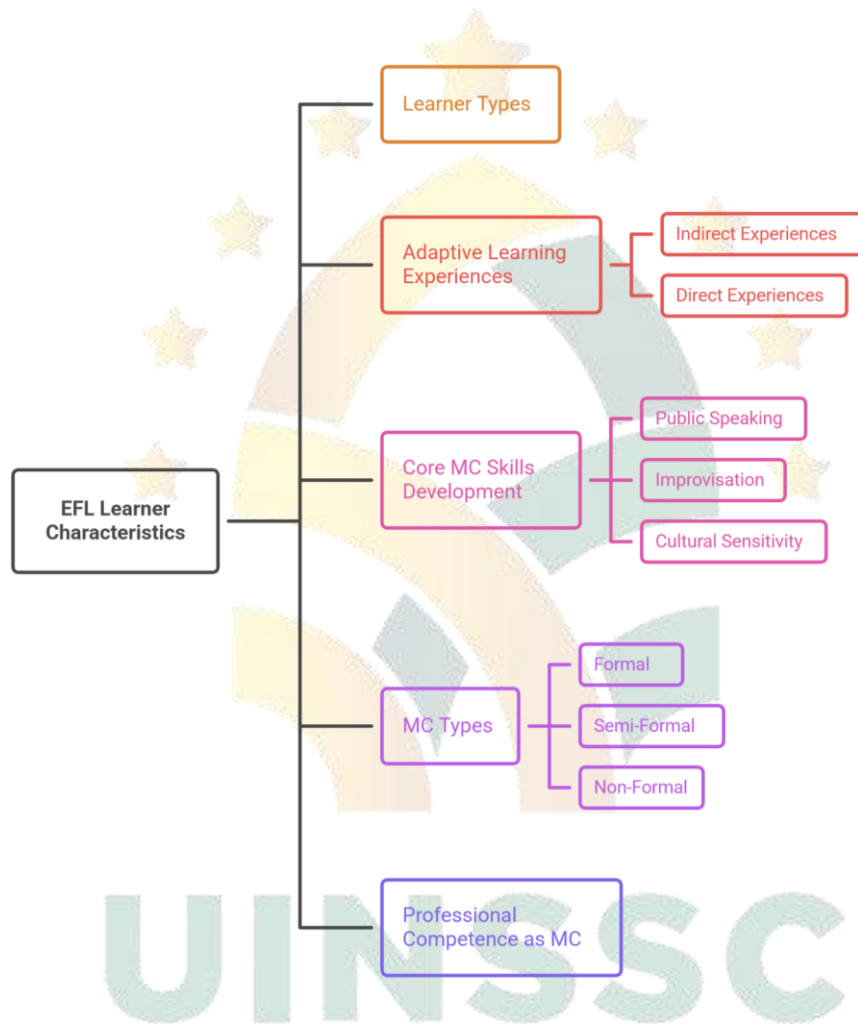 Learner Types
Adaptive Learning
Experiences
Indirect Experiences
Direct Experiences
Core MC Skills
Development
Public Speaking
Improvisation
Cultural Sensitivity
EFL Learner
Characteristics
MC Types
Formal
Semi-Formal
Non-Formal
Professional
Competence as MC
UINSSC